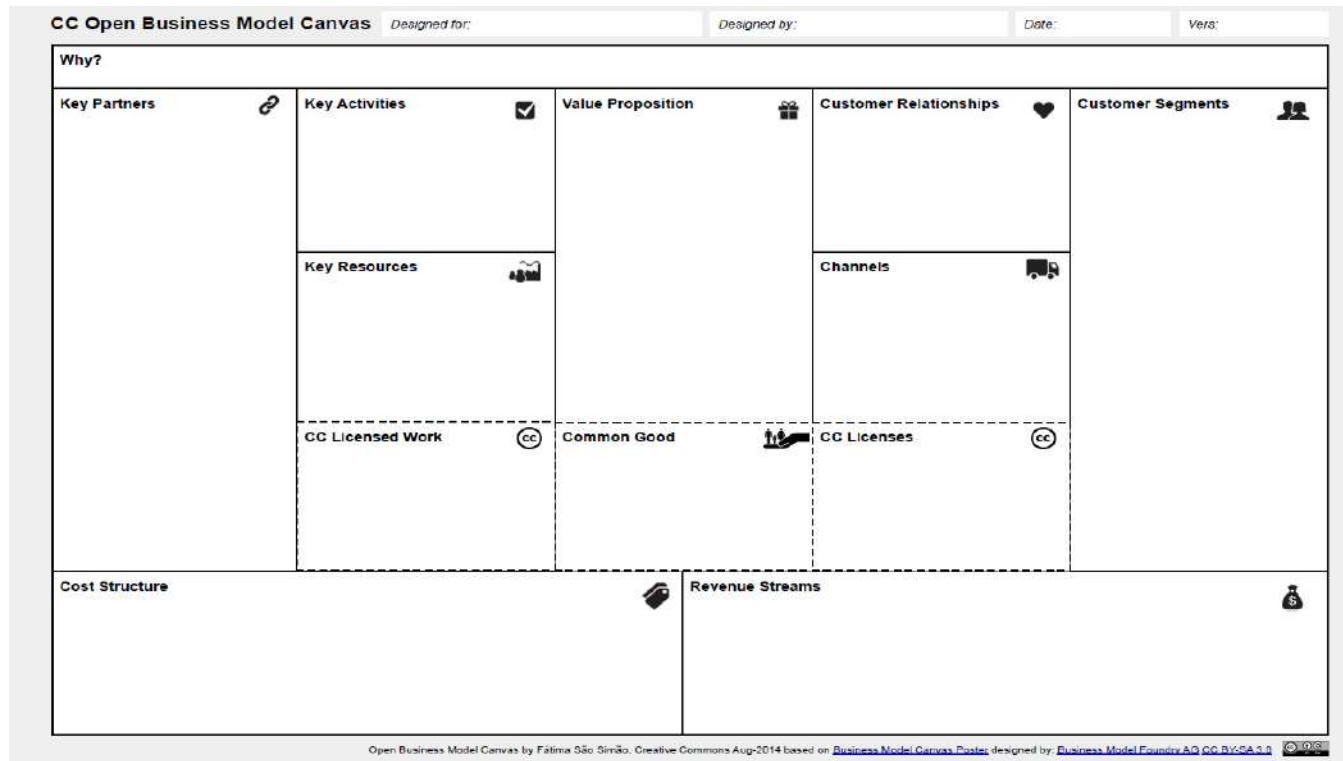 CC Open Business Model Canvas Designed for: Designed by: Date: Vers:
Why?
Key Partners
Key Activities
Value Proposition
Customer Relationships
Customer Segments
Key Resources
Channels
CC Licensed Work
cc
Common Good
CC Licenses
cc
Cost Structure
Revenue Streams
$
Open Business Model Canvas by Fátima São Simão, Creative Commons Aug-2014 based on Business Model Canvas Poster designed by: Business Model Foundry AG CC BY-SA 3.0